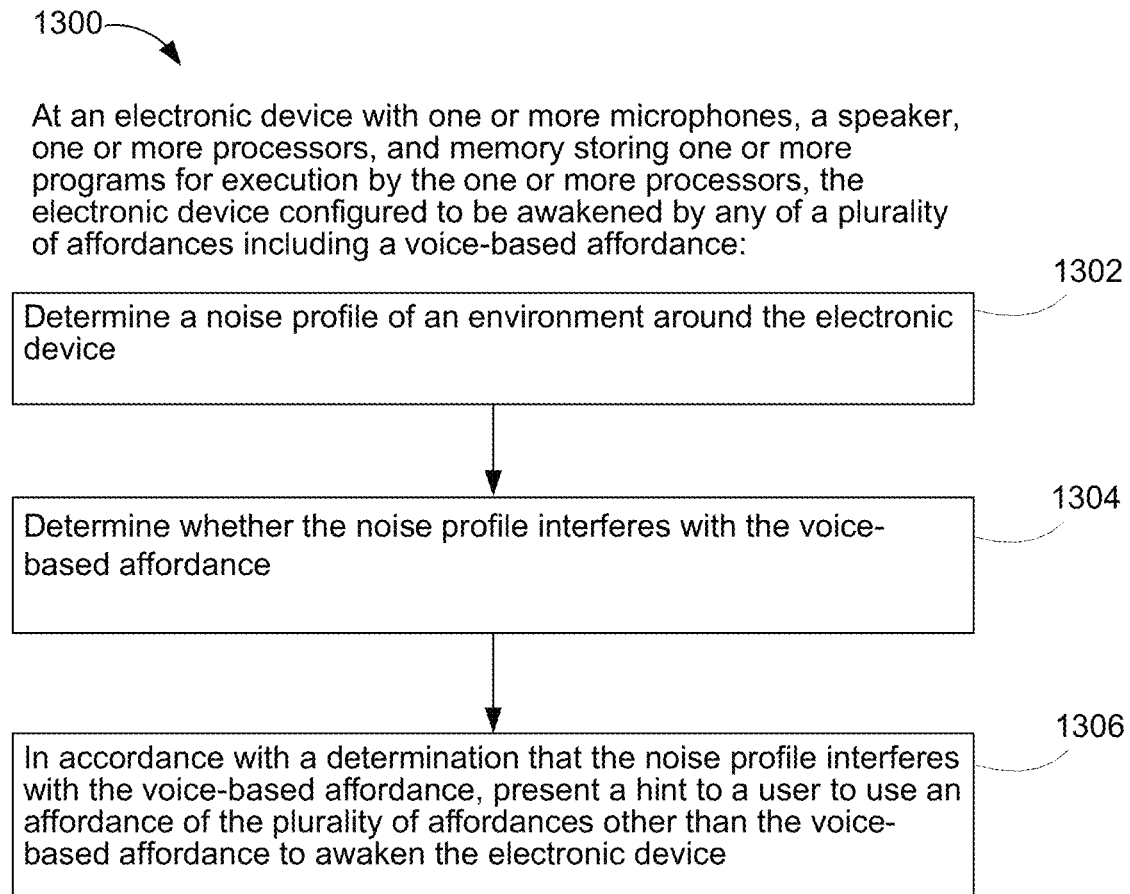 1300
At an electronic device with one or more microphones, a speaker,
one or more processors, and memory storing one or more
programs for execution by the one or more processors, the
electronic device configured to be awakened by any of a plurality
of affordances including a voice-based affordance:
1302
Determine a noise profile of an environment around the electronic
device
1304
Determine whether the noise profile interferes with the voice-
based affordance
1306
In accordance with a determination that the noise profile interferes
with the voice-based affordance, present a hint to a user to use an
affordance of the plurality of affordances other than the voice-
based affordance to awaken the electronic device